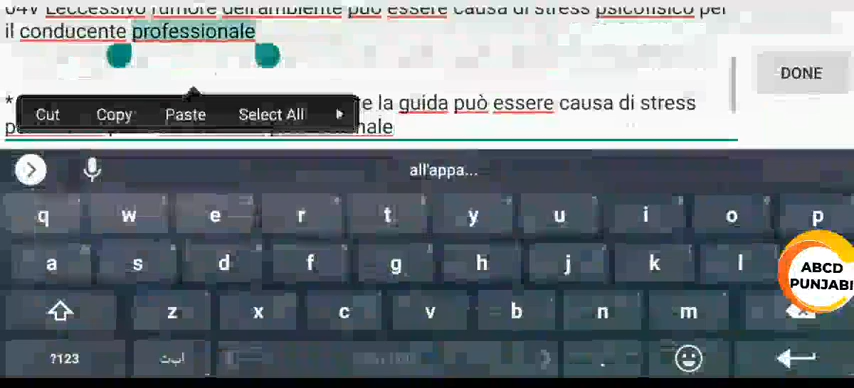 04v L'eccessivo rumore dell'ambiente può essere causa di stress psicofisico per
il conducente professionale
* e la guida può essere causa di stress
nale
Cut Copy Paste Select All
DONE
all'appa...
q w e r t y u i o p
a s d f g h j k l
z x c v b n m
?123 ابت .
ABCD
PUNJABI